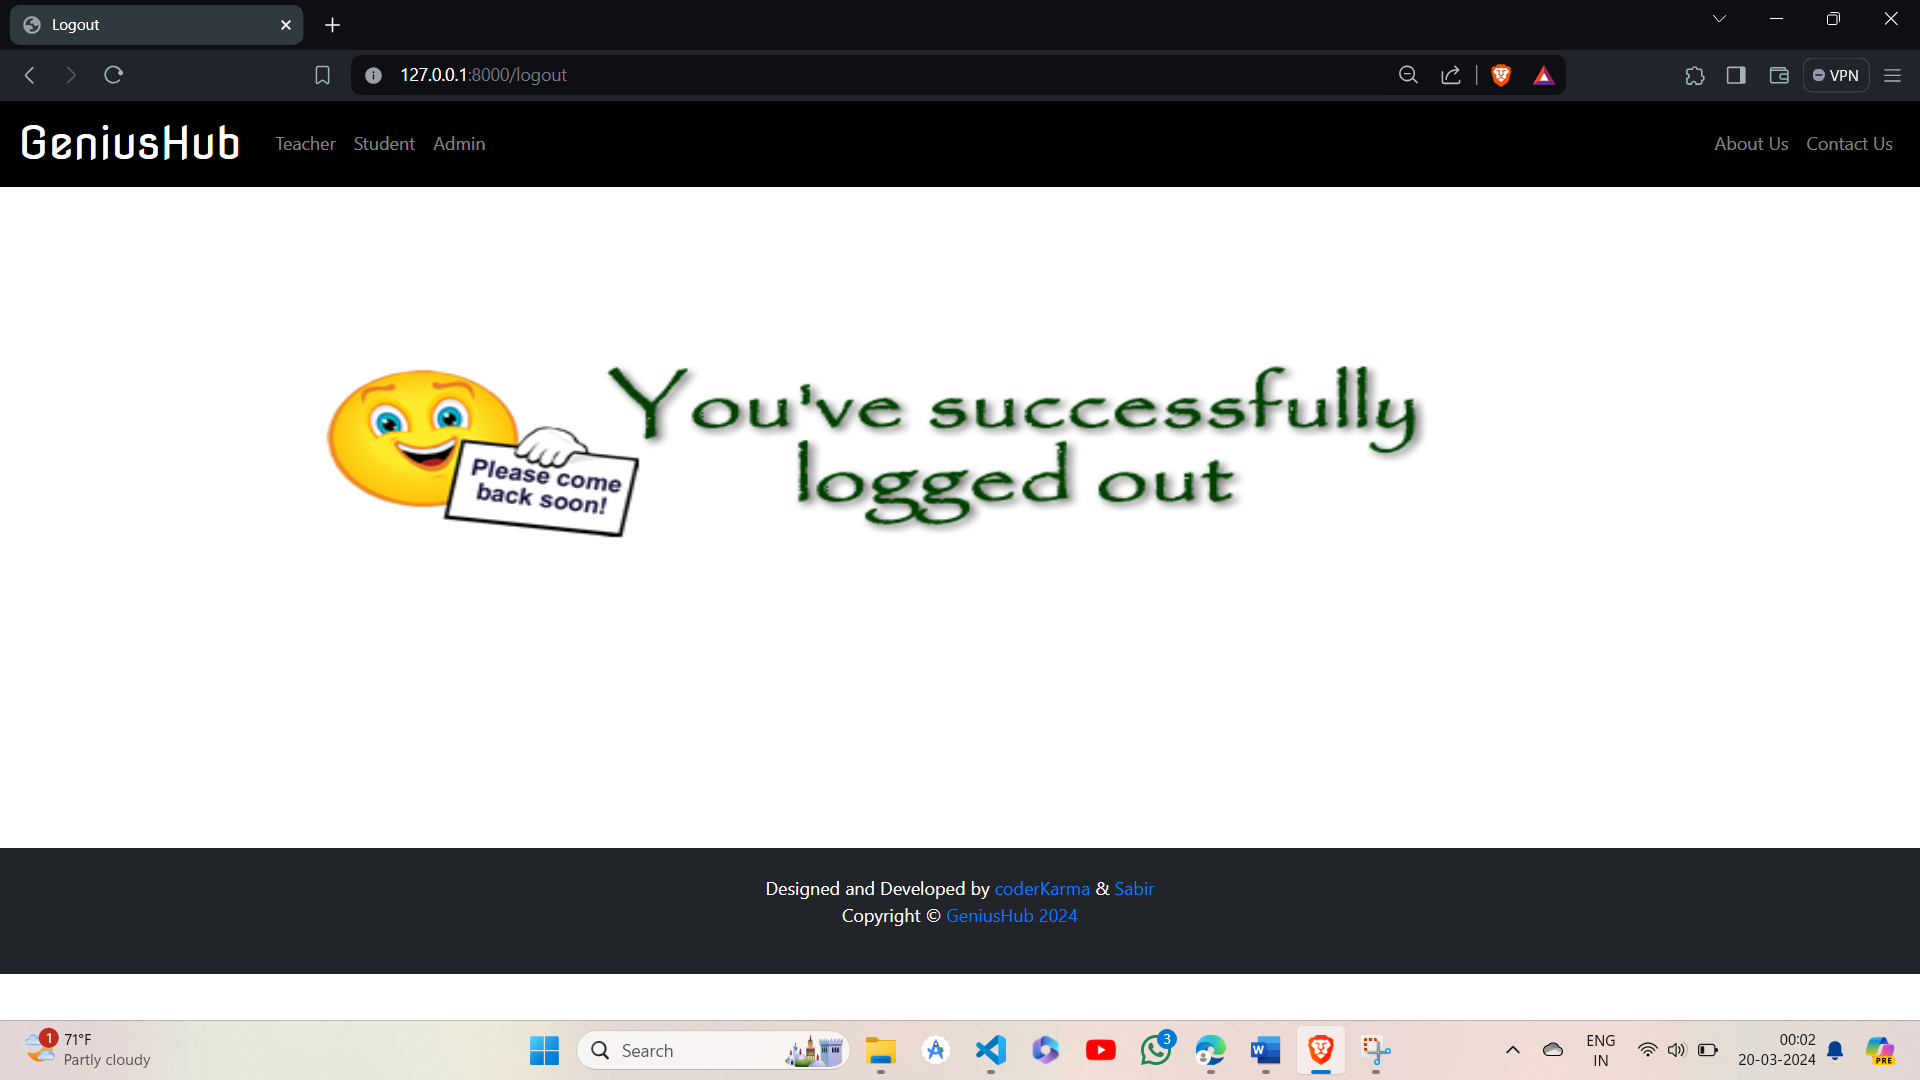 Logout
127.0.0.1:8000/logout
VPN
GeniusHub Teacher Student Admin About Us Contact Us
You've successfully
logged out
Please come
back soon!
Designed and Developed by coderKarma & Sabir
Copyright © GeniusHub 2024
1
71°F
Partly cloudy
Search
3
W
ENG
IN
00:02
20-03-2024
PRE